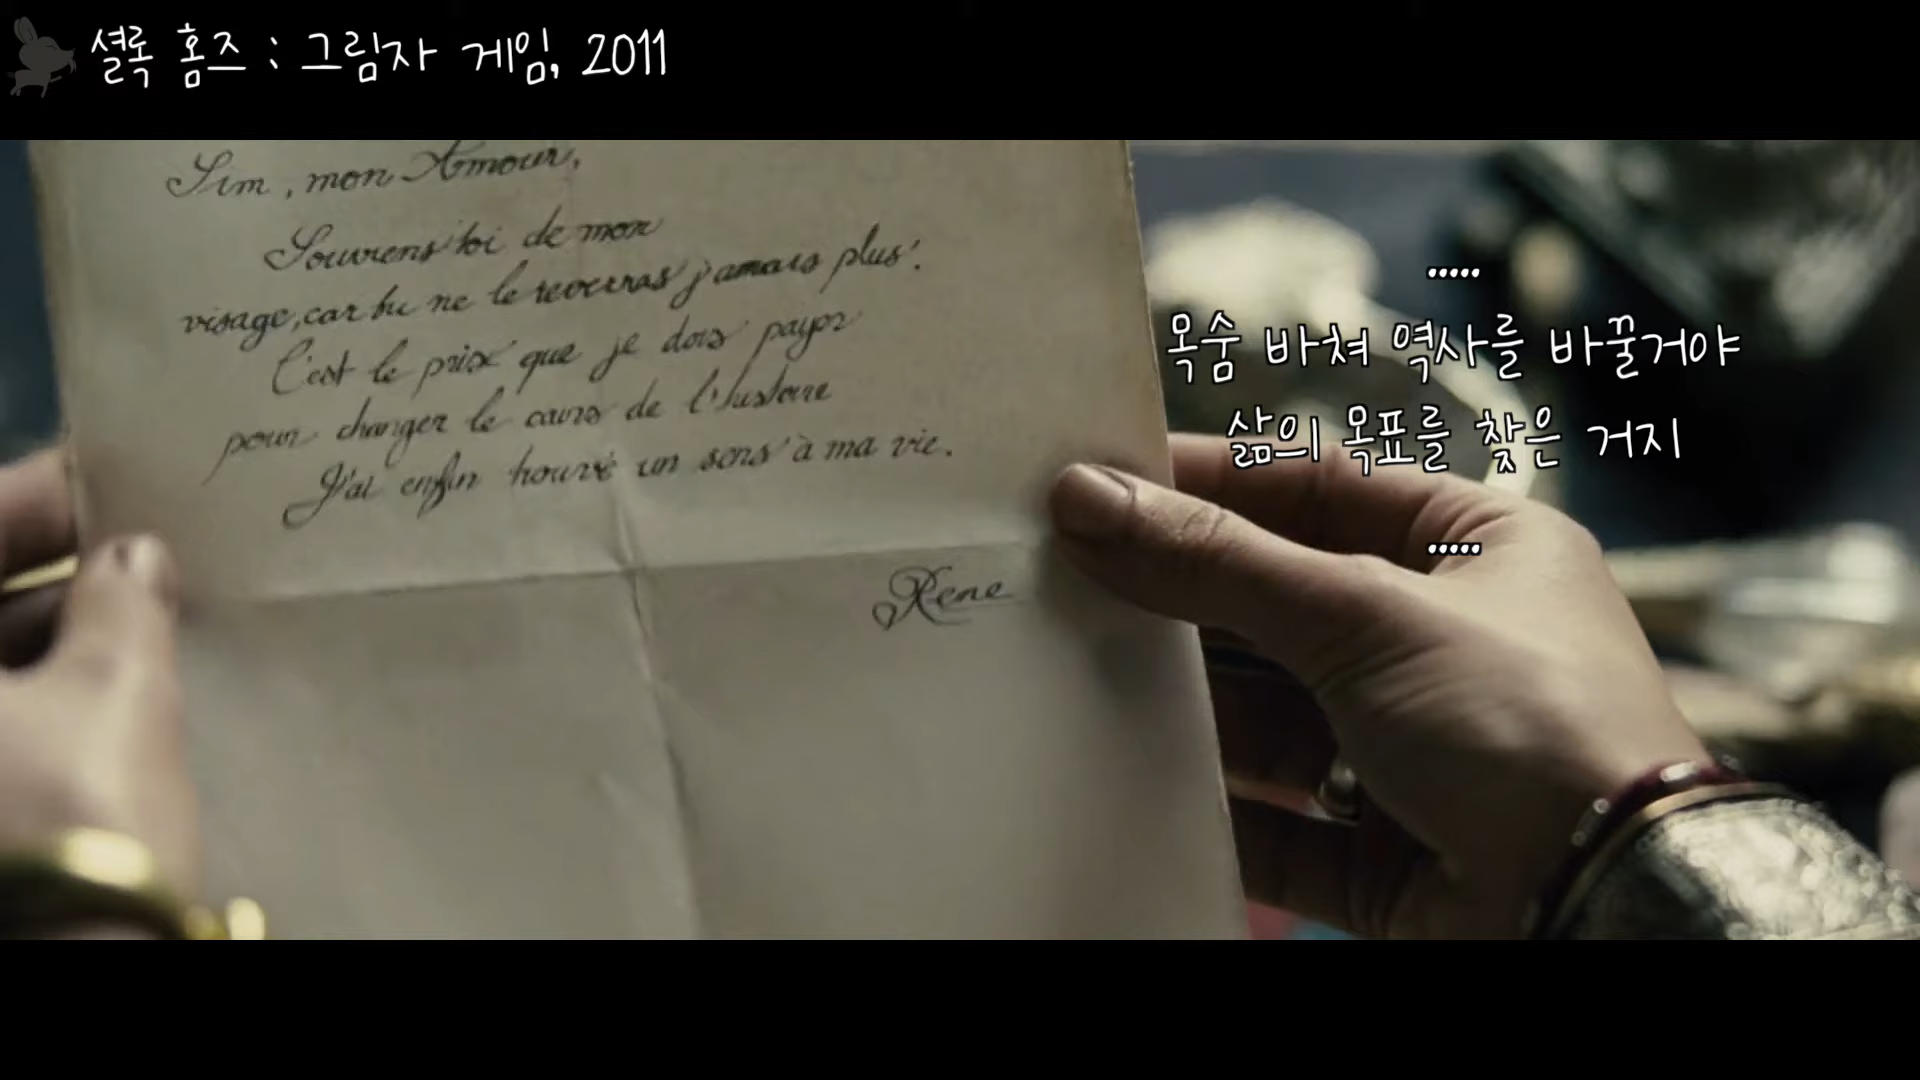 셜록 홈즈 : 그림자 게임, 2011
Sim, mon Amour,
Souviens toi de mon
visage, car tu ne le reverras jamais plus.
C'est le prix que je dois payer
pour changer le cours de l'histoire
J'ai enfin trouvé un sens à ma vie.
Rene
.....
목숨 바쳐 역사를 바꿀거야
삶의 목표를 찾은 거지
.....